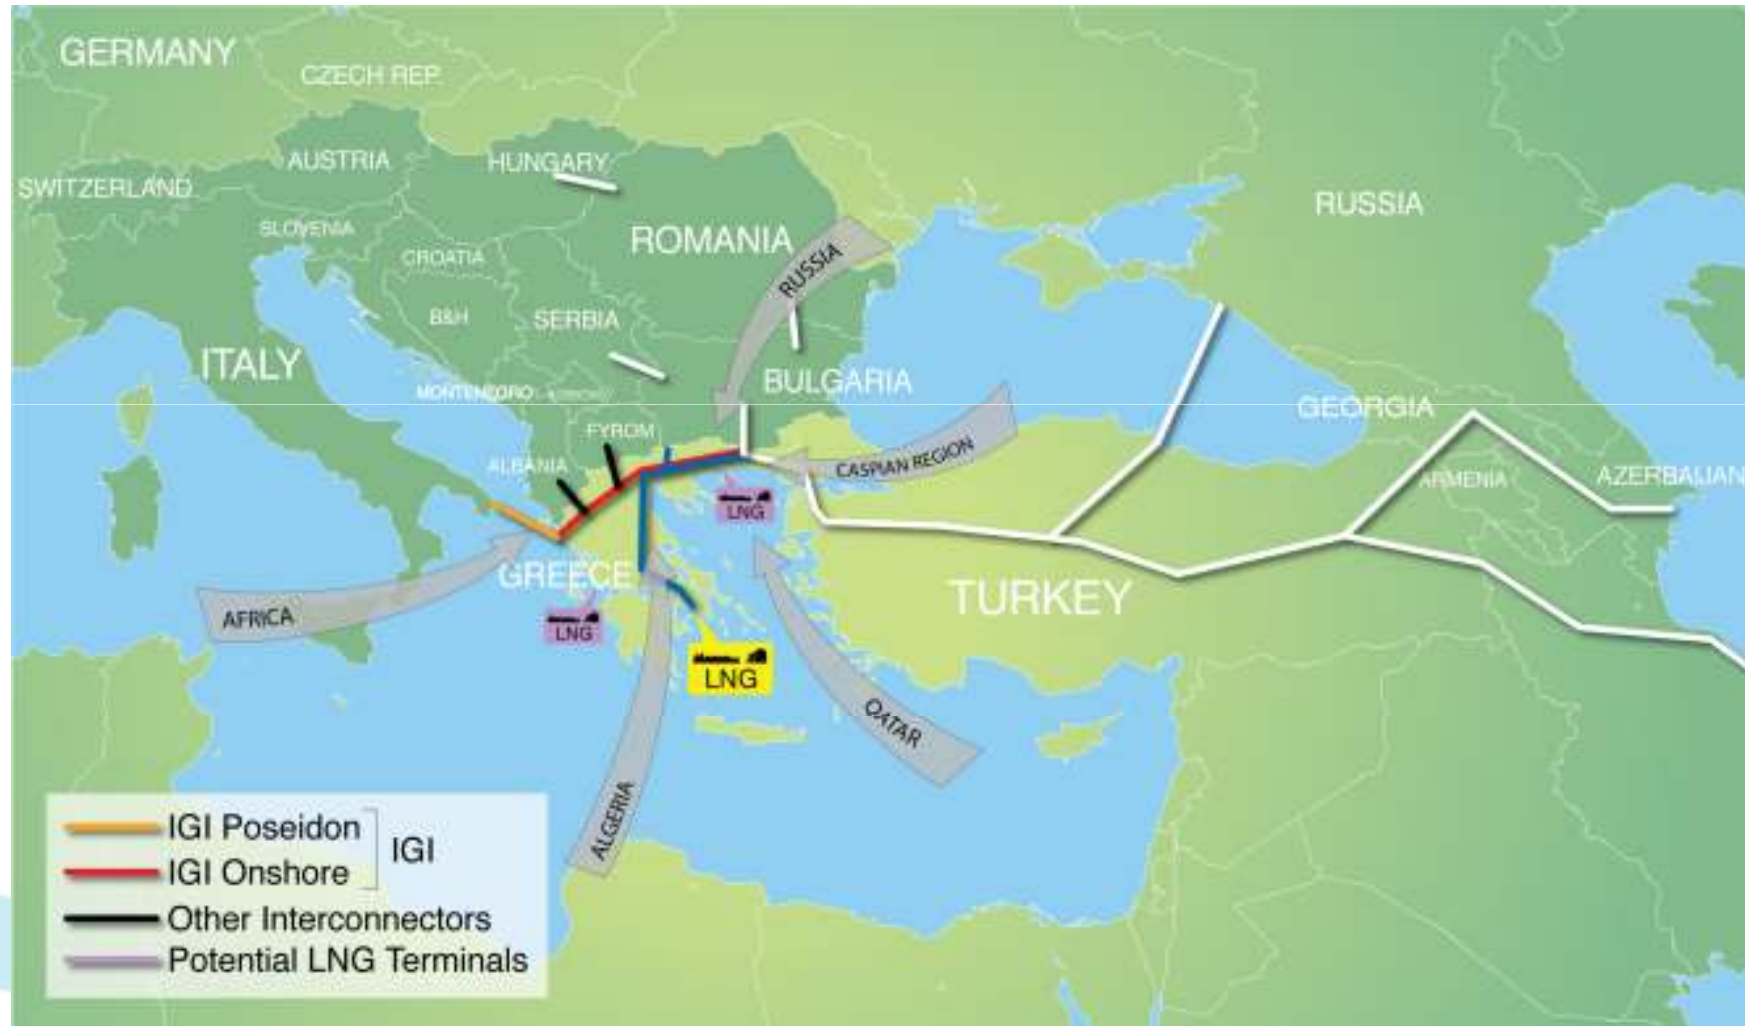 GERMANY
CZECH REP.
AUSTRIA
HUNGARY
SWITZERLAND
SLOVENIA
ROMANIA
RUSSIA
CROATIA
RUSSIA
B&H
SERBIA
ITALY
BULGARIA
MONTENEGRO
GEORGIA
FYROM
ALBANIA
CASPIAN REGION
ARMENIA
AZERBAIJAN
LNG
GREECE
TURKEY
AFRICA
LNG
LNG
QATAR
ALGERIA
IGI Poseidon
IGI Onshore
IGI
Other Interconnectors
Potential LNG Terminals